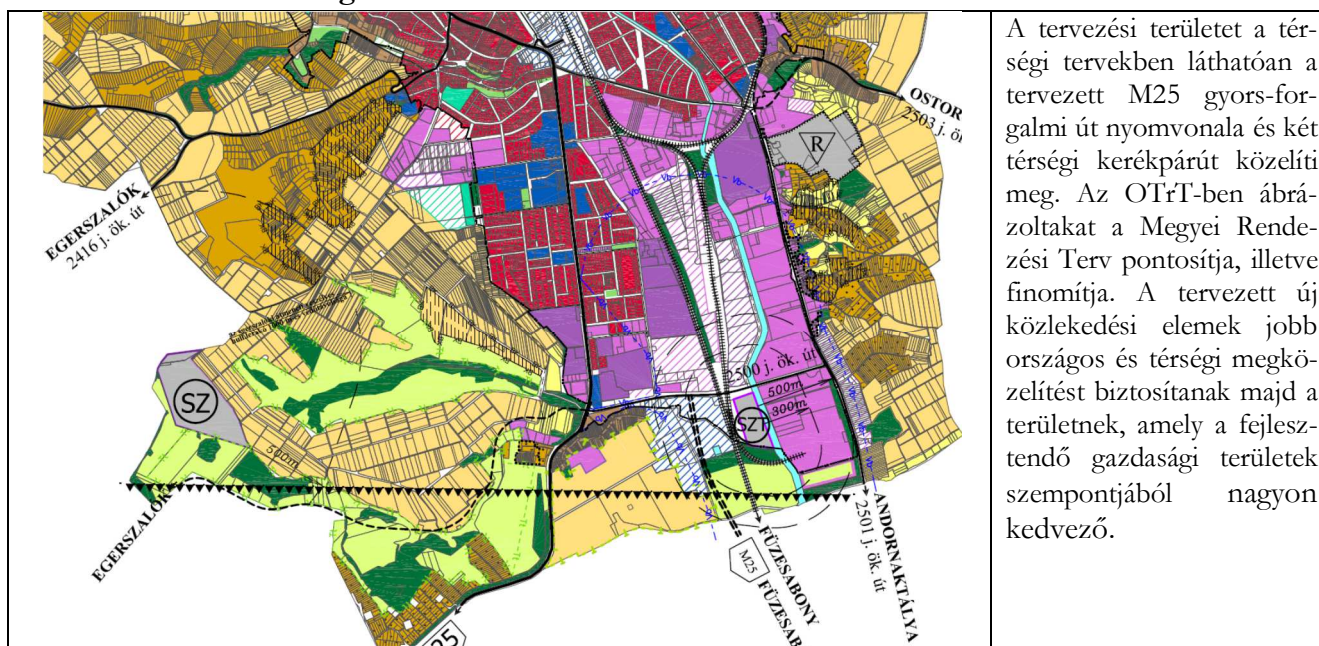 A tervezési területet a tér-
ségi tervekben láthatóan a
tervezett M25 gyors-for-
galmi út nyomvonala és két
térségi kerékpárút közelíti
meg. Az OTrT-ben ábrá-
zoltakat a Megyei Rende-
zési Terv pontosítja, illetve
finomítja. A tervezett új
közlekedési elemek jobb
országos és térségi megkö-
zelítést biztosítanak majd a
területnek, amely a fejlesz-
tendő gazdasági területek
szempontjából nagyon
kedvező.
OSTOR
2503 j. ök
R
EGERSZALÓK
2416 j. ök. út
2500 j. ök. út
500m
300m
SZ
SZT
500m
EGERSZALÓK
ANDORNAKTÁLYA
2501 j. ök. út
FÜZESABONY
M25
FÜZESAB
25